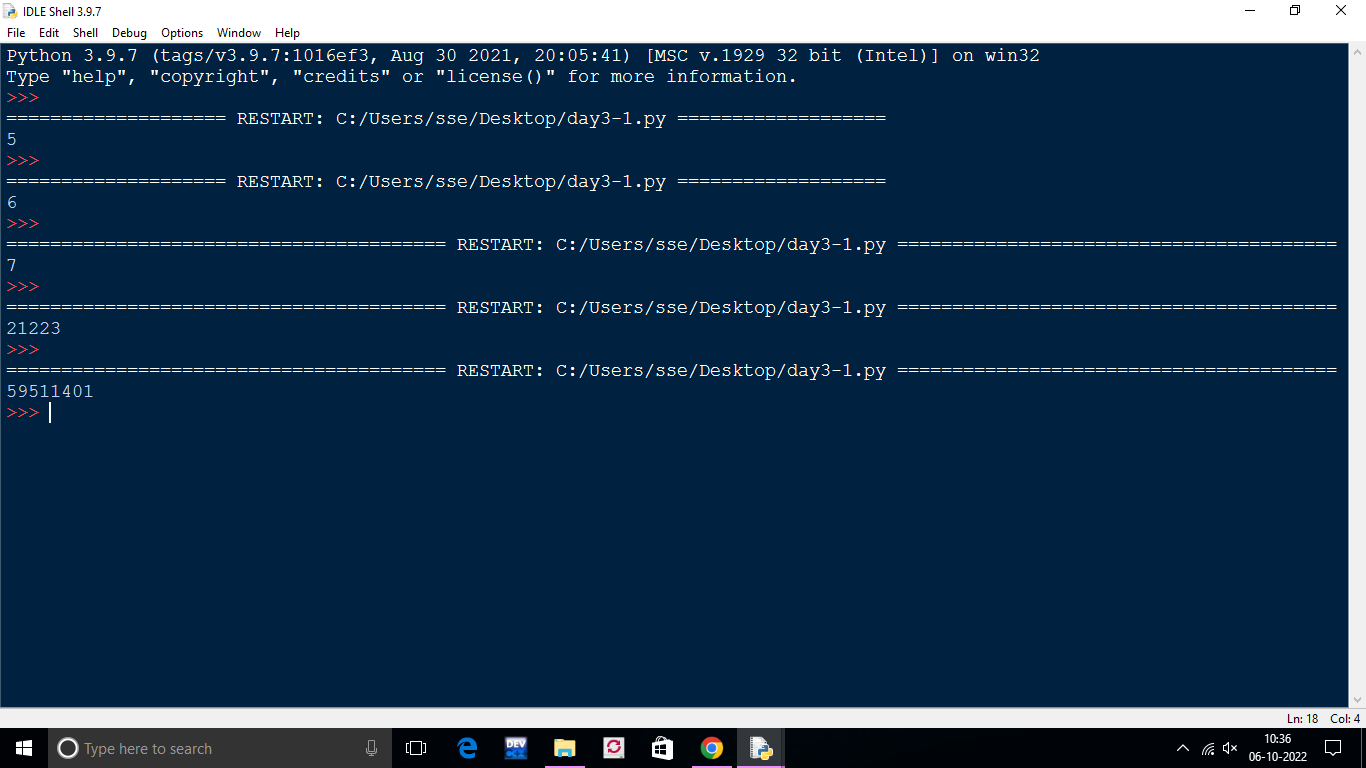 IDLE Shell 3.9.7
File Edit Shell Debug Options Window Help
Python 3.9.7 (tags/v3.9.7:1016ef3, Aug 30 2021, 20:05:41) [MSC v.1929 32 bit (Intel)] on win32
Type "help", "copyright", "credits" or "license()" for more information.
>>>
==================== RESTART: C:/Users/sse/Desktop/day3-1.py ===================
5
>>>
==================== RESTART: C:/Users/sse/Desktop/day3-1.py ===================
6
>>>
======================================== RESTART: C:/Users/sse/Desktop/day3-1.py ========================================
7
>>>
======================================== RESTART: C:/Users/sse/Desktop/day3-1.py ========================================
21223
>>>
======================================== RESTART: C:/Users/sse/Desktop/day3-1.py ========================================
59511401
>>>
Ln: 18 Col: 4
Type here to search
DEV
C++
10:36
06-10-2022